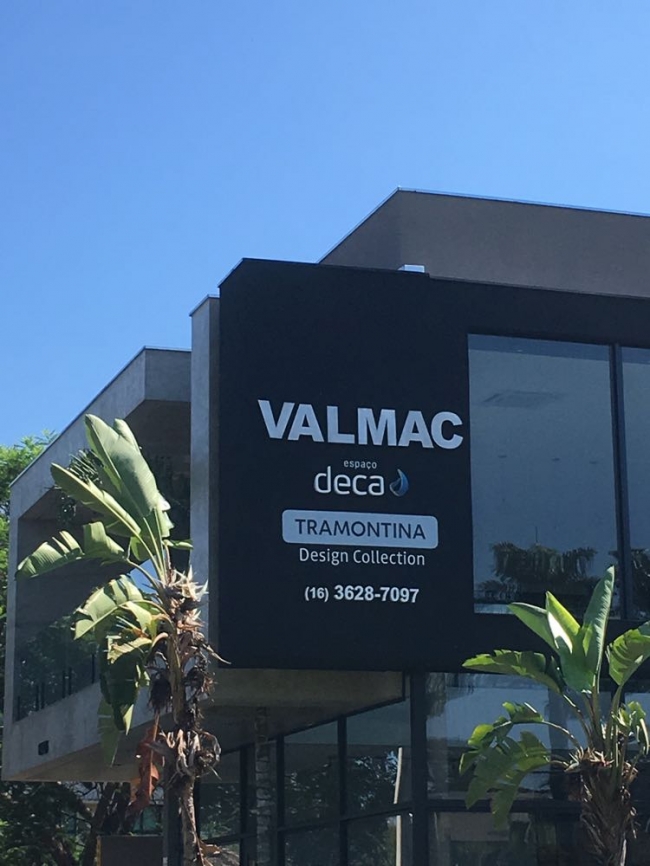 VALMAC
espaço
deca
TRAMONTINA
Design Collection
(16) 3628-7097